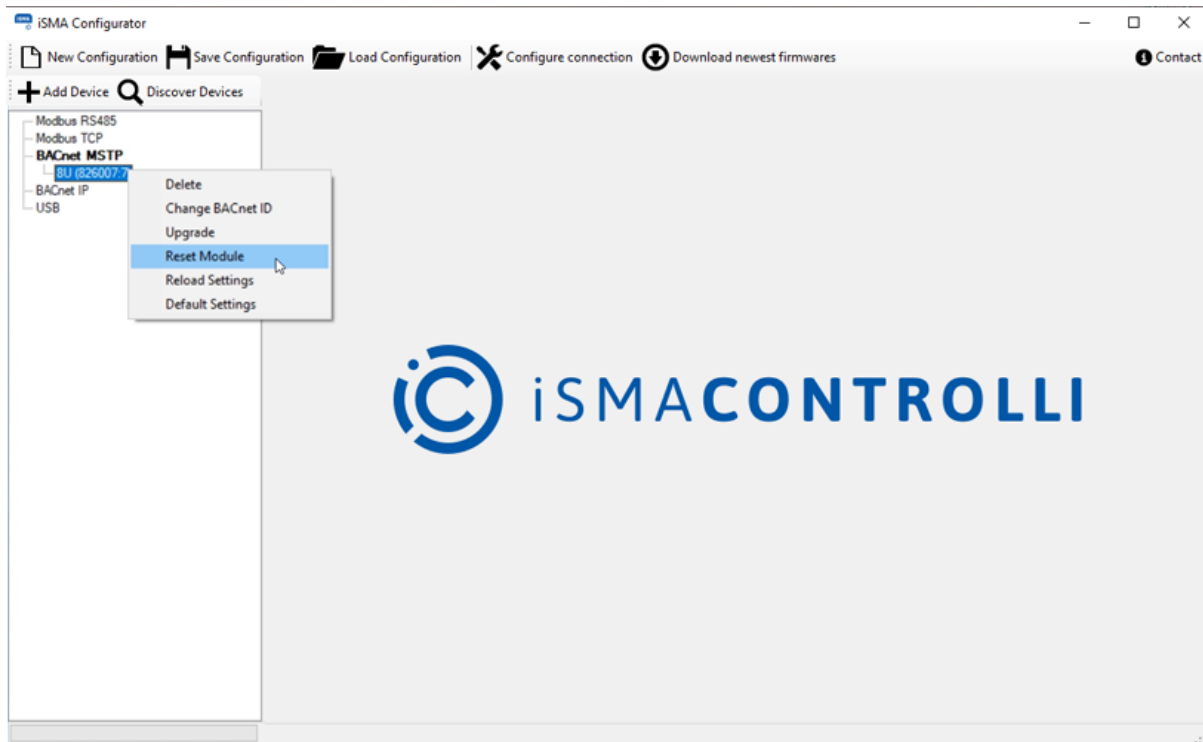 iSMA Configurator
New Configuration Save Configuration Load Configuration Configure connection Download newest firmwares Contact
Add Device Discover Devices
Modbus RS485
Modbus TCP
BACnet MSTP
8U (826007:7
BACnet IP
USB
Delete
Change BACnet ID
Upgrade
Reset Module
Reload Settings
Default Settings
iSMACONTROLLI